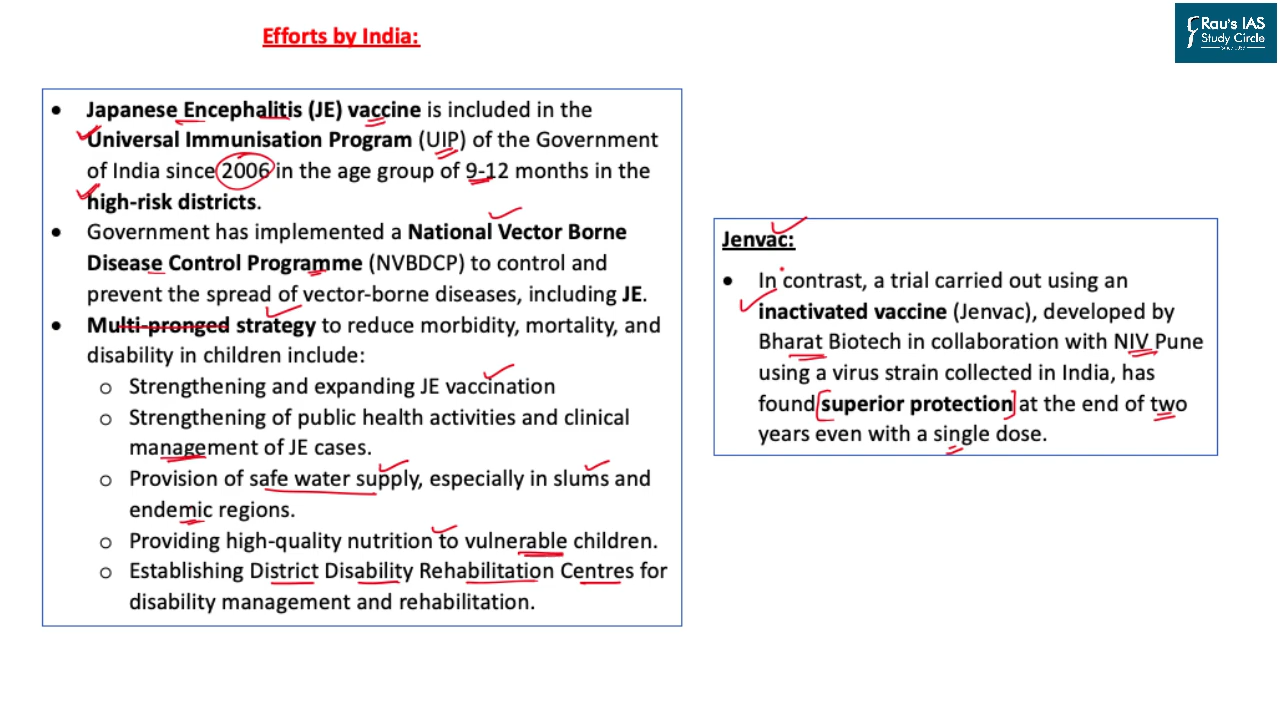 Efforts by India:
Rau's IAS
Study Circle
• Japanese Encephalitis (JE) vaccine is included in the
Universal Immunisation Program (UIP) of the Government
of India since 2006 in the age group of 9-12 months in the
high-risk districts.
• Government has implemented a National Vector Borne
Disease Control Programme (NVBDCP) to control and
prevent the spread of vector-borne diseases, including JE.
• Multi-pronged strategy to reduce morbidity, mortality, and
disability in children include:
o Strengthening and expanding JE vaccination
o Strengthening of public health activities and clinical
management of JE cases.
o Provision of safe water supply, especially in slums and
endemic regions.
o Providing high-quality nutrition to vulnerable children.
o Establishing District Disability Rehabilitation Centres for
disability management and rehabilitation.
Jenvac:
• In contrast, a trial carried out using an
inactivated vaccine (Jenvac), developed by
Bharat Biotech in collaboration with NIV Pune
using a virus strain collected in India, has
found superior protection at the end of two
years even with a single dose.